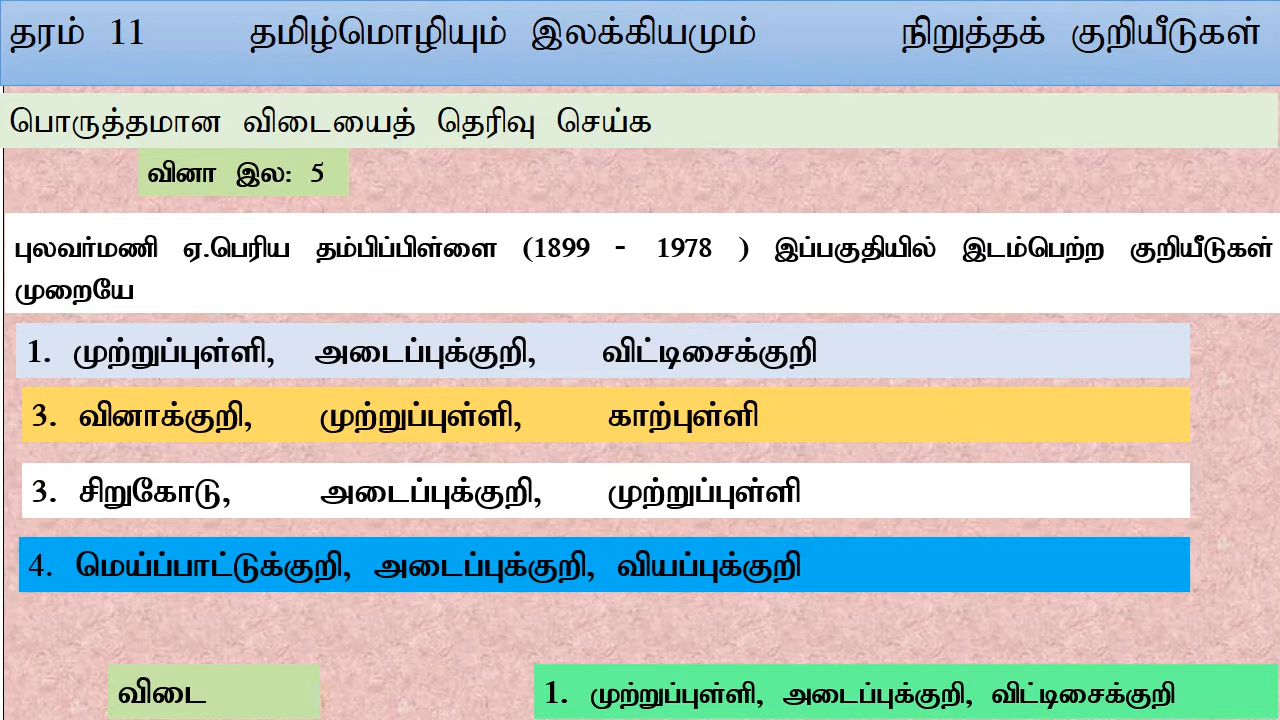 தரம் 11 தமிழ்மொழியும் இலக்கியமும் நிறுத்தக் குறியீடுகள்
பொருத்தமான விடையைத் தெரிவு செய்க
வினா இல: 5
புலவர்மணி ஏ.பெரிய தம்பிப்பிள்ளை (1899 - 1978 ) இப்பகுதியில் இடம்பெற்ற குறியீடுகள்
முறையே
1. முற்றுப்புள்ளி, அடைப்புக்குறி, விட்டிசைக்குறி
3. வினாக்குறி, முற்றுப்புள்ளி, காற்புள்ளி
3. சிறுகோடு, அடைப்புக்குறி, முற்றுப்புள்ளி
4. மெய்ப்பாட்டுக்குறி, அடைப்புக்குறி, வியப்புக்குறி
விடை 1. முற்றுப்புள்ளி, அடைப்புக்குறி, விட்டிசைக்குறி